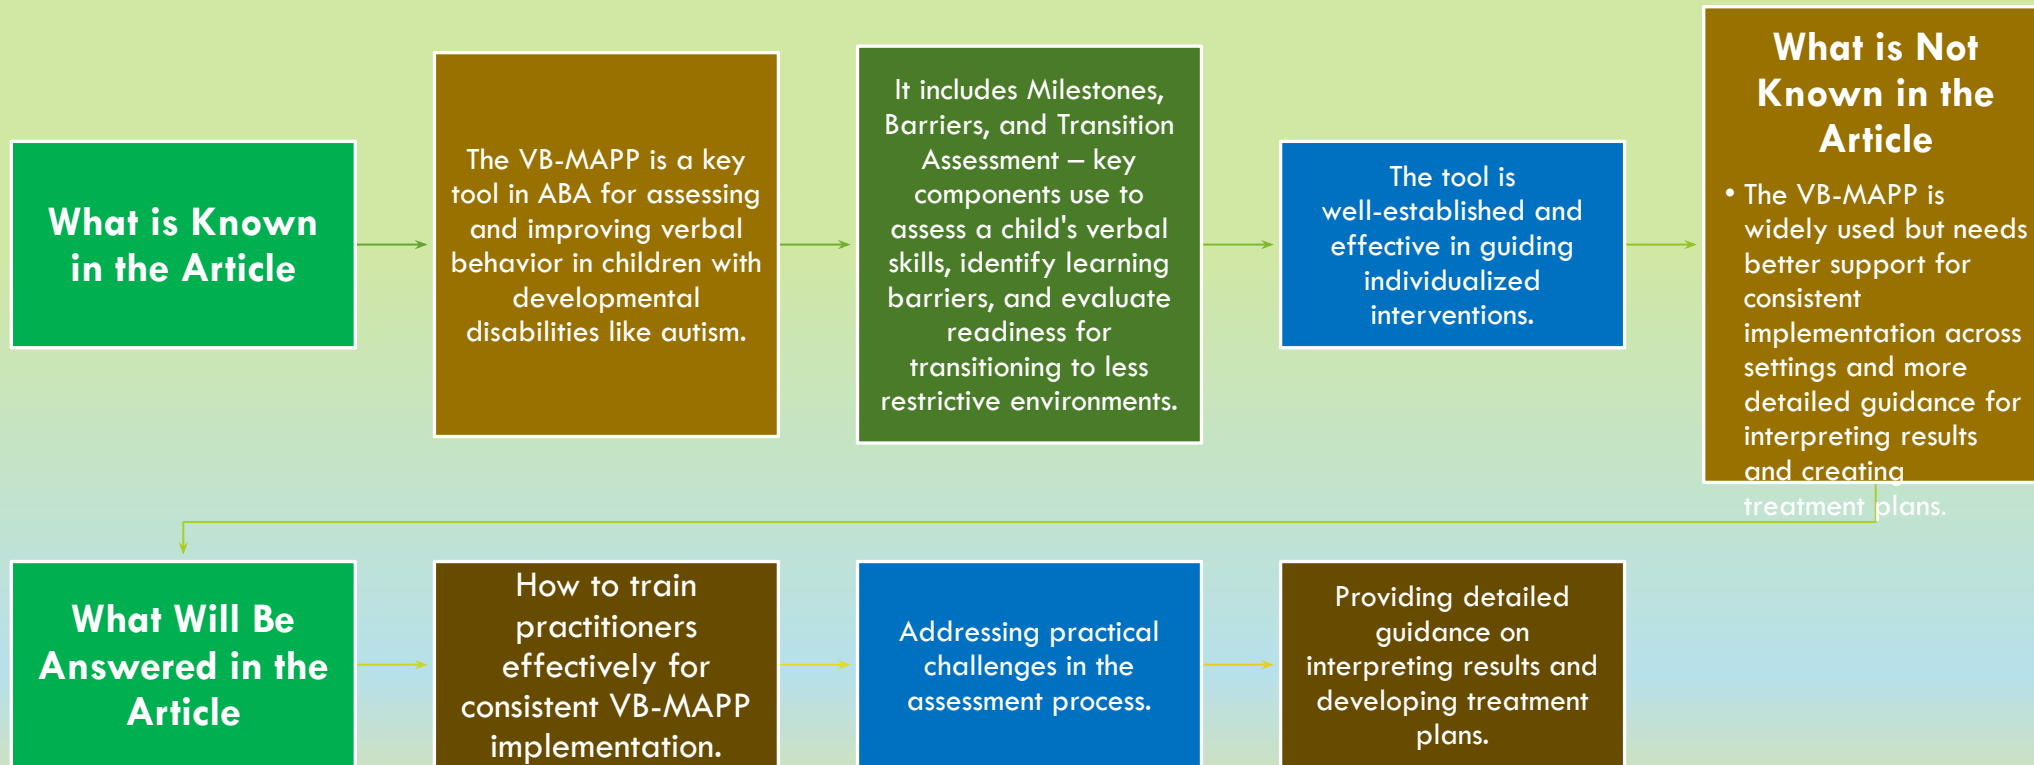 What is Known
in the Article
The VB-MAPP is a key
tool in ABA for assessing
and improving verbal
behavior in children with
developmental
disabilities like autism.
It includes Milestones,
Barriers, and Transition
Assessment – key
components use to
assess a child's verbal
skills, identify learning
barriers, and evaluate
readiness for
transitioning to less
restrictive environments.
The tool is
well-established and
effective in guiding
individualized
interventions.
What is Not
Known in the
Article
• The VB-MAPP is
widely used but needs
better support for
consistent
implementation across
settings and more
detailed guidance for
interpreting results
and creating
treatment plans.
What Will Be
Answered in the
Article
How to train
practitioners
effectively for
consistent VB-MAPP
implementation.
Addressing practical
challenges in the
assessment process.
Providing detailed
guidance on
interpreting results and
developing treatment
plans.